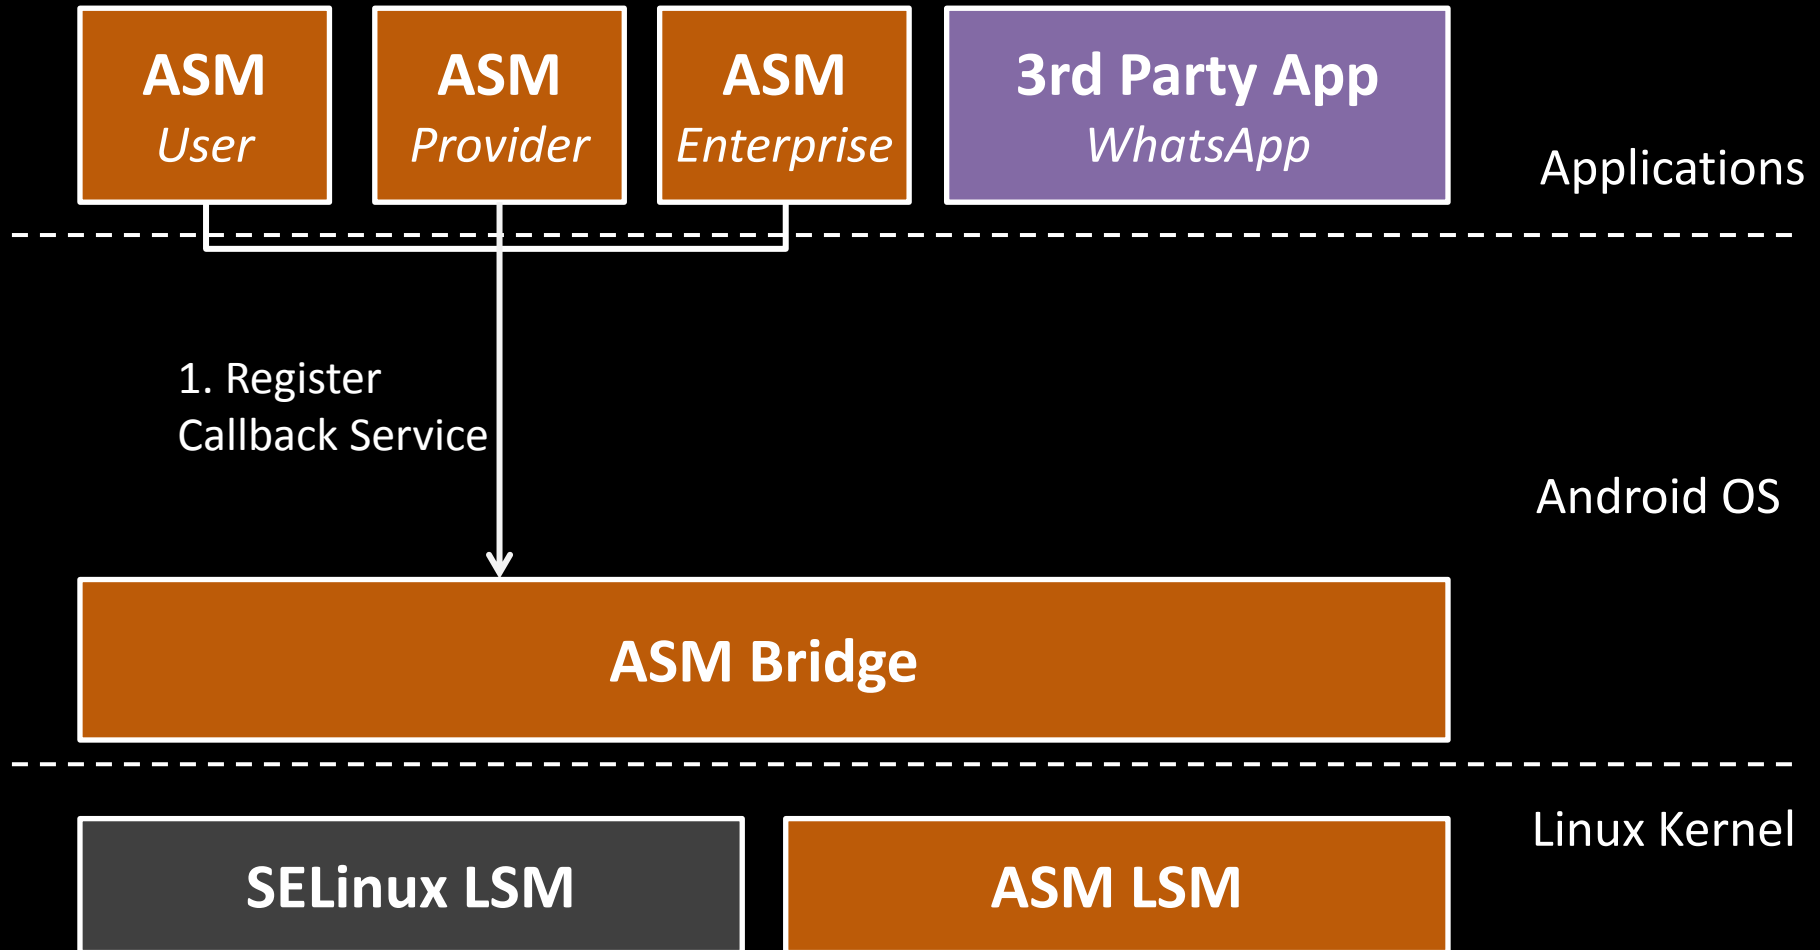 ASM
User
ASM
Provider
ASM
Enterprise
3rd Party App
WhatsApp
Applications
1. Register
Callback Service
Android OS
ASM Bridge
Linux Kernel
SELinux LSM
ASM LSM